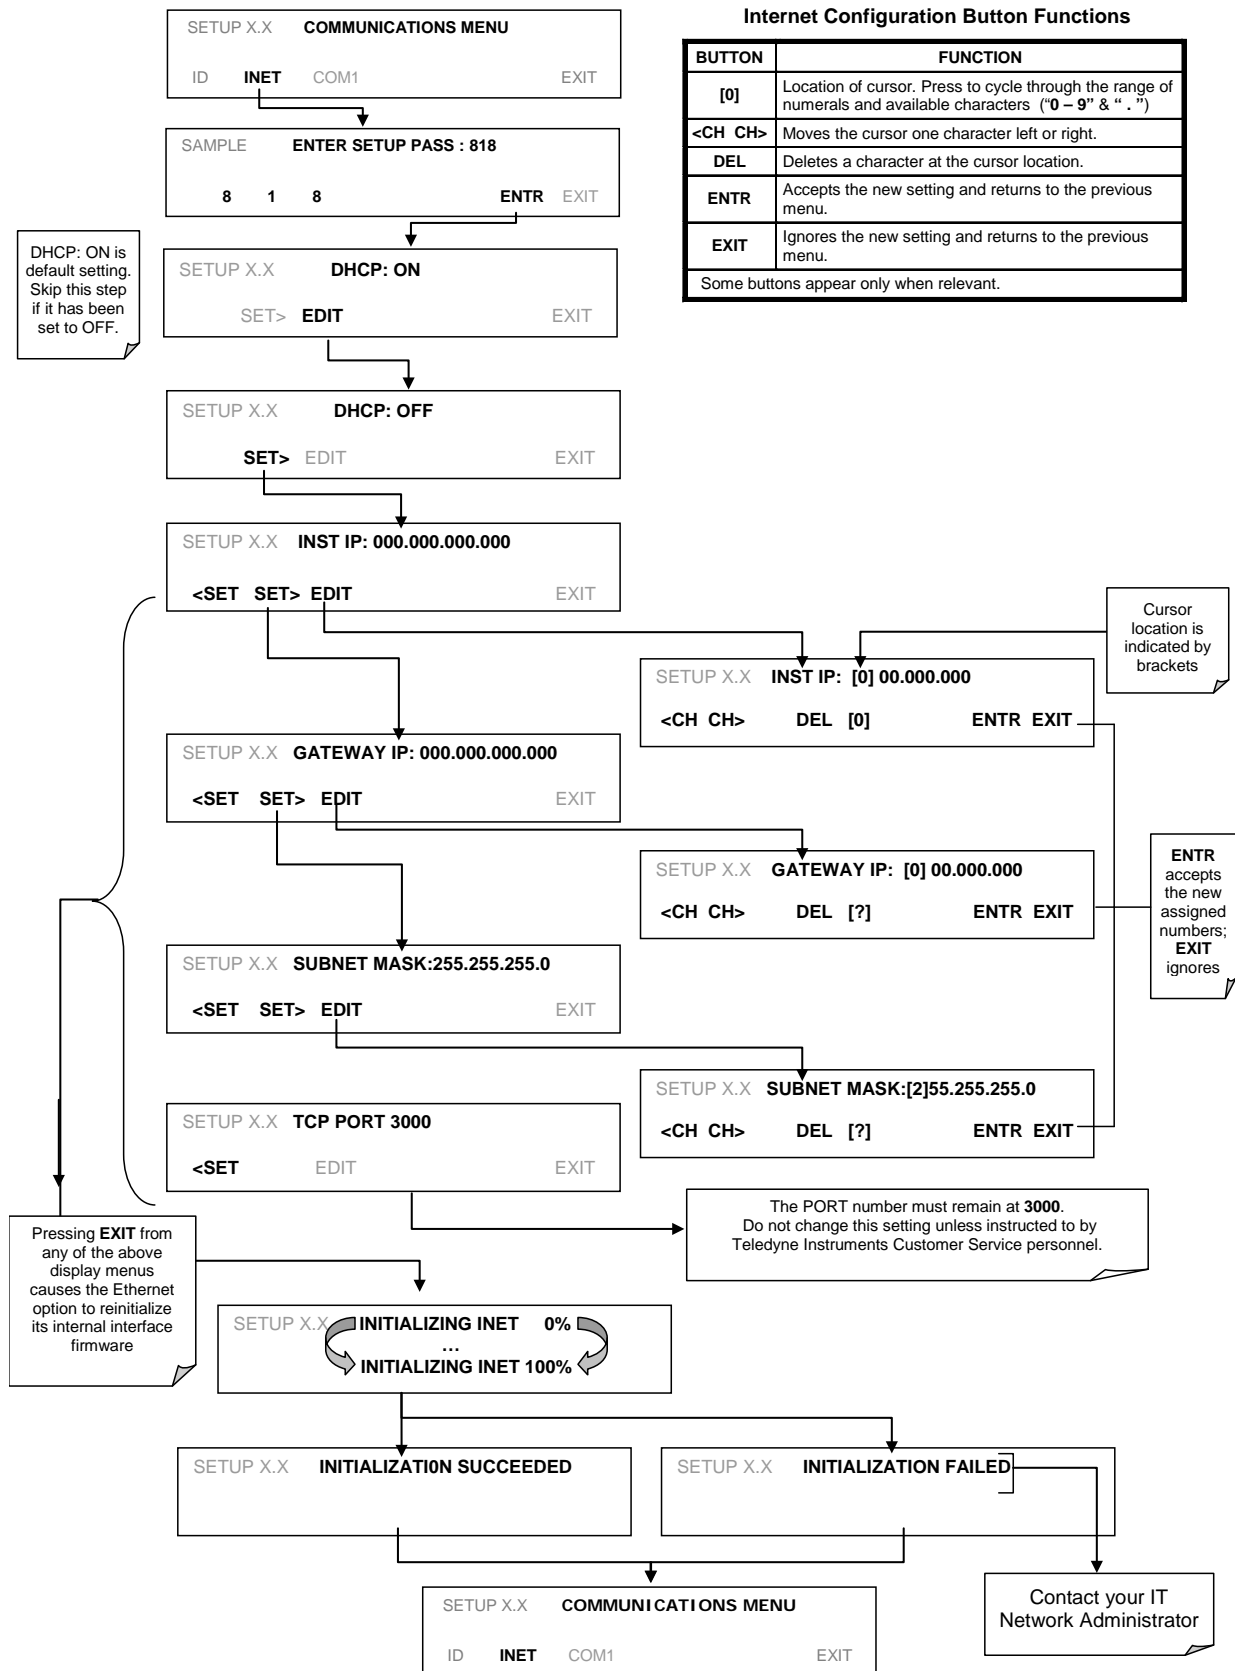 SETUP X.X COMMUNICATIONS MENU
ID INET COM1 EXIT
Internet Configuration Button Functions
BUTTON FUNCTION
[0] Location of cursor. Press to cycle through the range of
numerals and available characters (“0 – 9” & “ . ”)
<CH CH> Moves the cursor one character left or right.
DEL Deletes a character at the cursor location.
ENTR Accepts the new setting and returns to the previous
menu.
EXIT Ignores the new setting and returns to the previous
menu.
Some buttons appear only when relevant.
SAMPLE ENTER SETUP PASS : 818
8 1 8 ENTR EXIT
DHCP: ON is
default setting.
Skip this step
if it has been
set to OFF.
SETUP X.X DHCP: ON
SET> EDIT EXIT
SETUP X.X DHCP: OFF
SET> EDIT EXIT
SETUP X.X INST IP: 000.000.000.000
<SET SET> EDIT EXIT
Cursor
location is
indicated by
brackets
SETUP X.X INST IP: [0] 00.000.000
<CH CH> DEL [0] ENTR EXIT
SETUP X.X GATEWAY IP: 000.000.000.000
<SET SET> EDIT EXIT
SETUP X.X GATEWAY IP: [0] 00.000.000
<CH CH> DEL [?] ENTR EXIT
ENTR
accepts
the new
assigned
numbers;
EXIT
ignores
SETUP X.X SUBNET MASK:255.255.255.0
<SET SET> EDIT EXIT
SETUP X.X SUBNET MASK:[2]55.255.255.0
<CH CH> DEL [?] ENTR EXIT
SETUP X.X TCP PORT 3000
<SET EDIT EXIT
The PORT number must remain at 3000.
Do not change this setting unless instructed to by
Teledyne Instruments Customer Service personnel.
Pressing EXIT from
any of the above
display menus
causes the Ethernet
option to reinitialize
its internal interface
firmware
SETUP X.X INITIALIZING INET 0%
…
INITIALIZING INET 100%
SETUP X.X INITIALIZATI0N SUCCEEDED
SETUP X.X INITIALIZATION FAILED
Contact your IT
Network Administrator
SETUP X.X COMMUNICATIONS MENU
ID INET COM1 EXIT